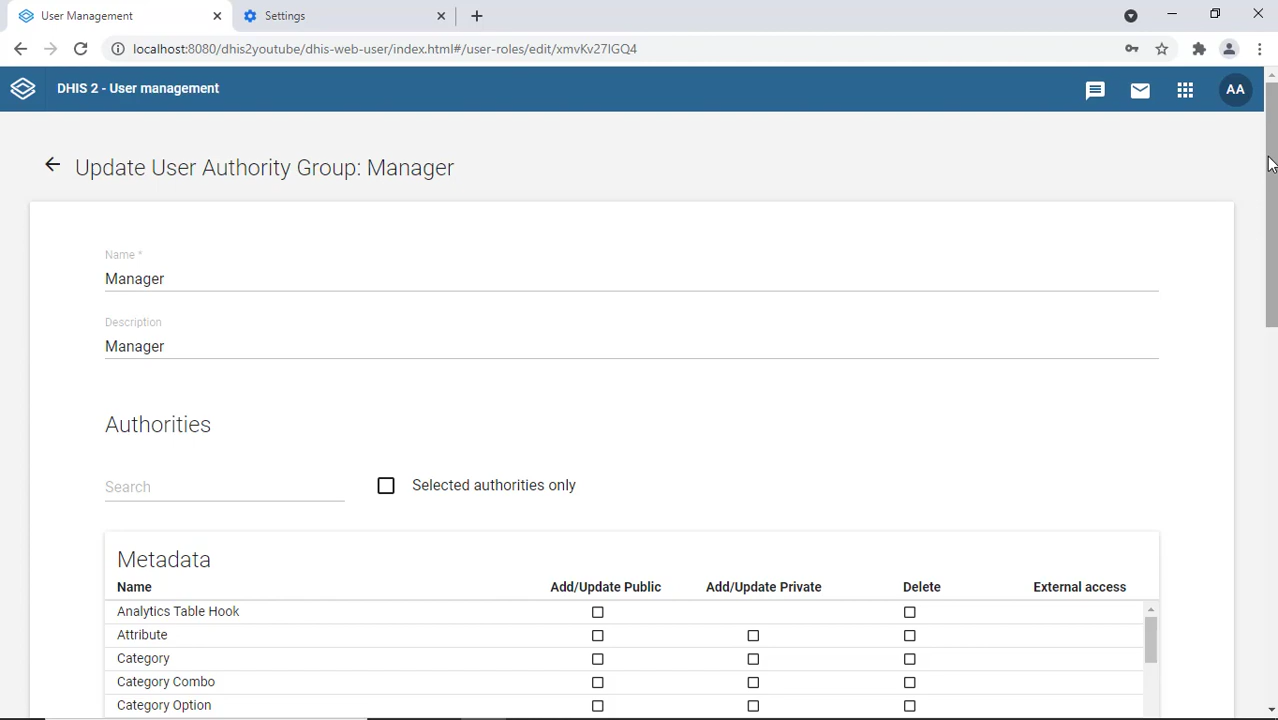 User Management
Settings
localhost:8080/dhis2youtube/dhis-web-user/index.html#/user-roles/edit/xmvKv27IGQ4
DHIS 2 - User management
AA
Update User Authority Group: Manager
Name *
Manager
Description
Manager
Authorities
Search
Selected authorities only
Metadata
Name Add/Update Public Add/Update Private Delete External access
Analytics Table Hook
Attribute
Category
Category Combo
Category Option